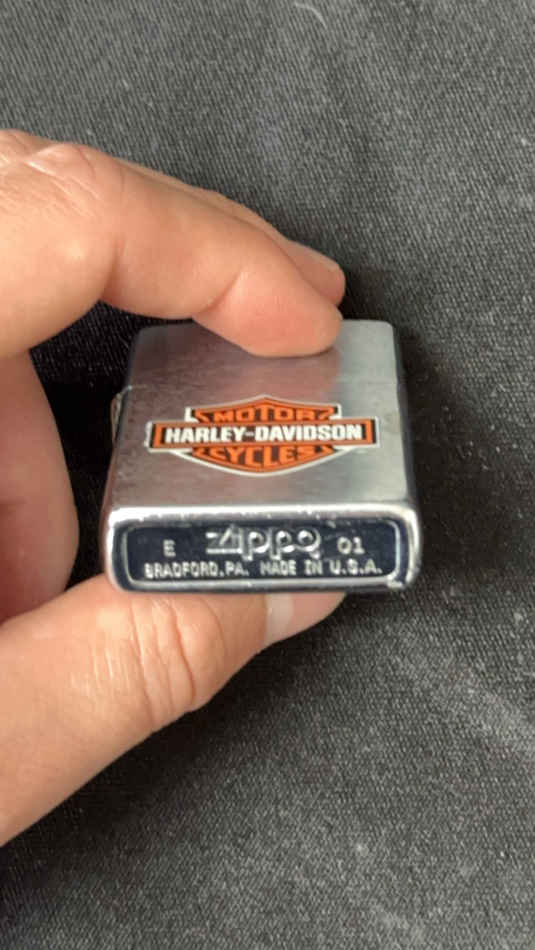 MOTOR
HARLEY-DAVIDSON
CYCLES
E Zippo 01
BRADFORD,PA. MADE IN U.S.A.